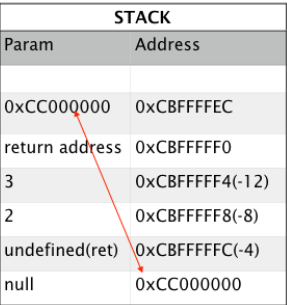 STACK
Param Address
0xCC000000 0xCBFFFFEC
return address 0xCBFFFFF0
3 0xCBFFFFF4(-12)
2 0xCBFFFFF8(-8)
undefined(ret) 0xCBFFFFFC(-4)
null 0xCC000000